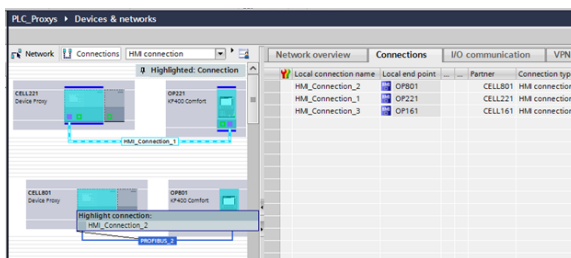 PLC_Proxys ▸ Devices & networks
Network Connections HMI connection
Highlighted: Connection
CELL221
Device Proxy
OP221
KP400 Comfort
HMI_Connection_1
CELL801
Device Proxy
OP801
KP400 Comfort
Highlight connection:
HMI_Connection_2
PROFIBUS_2
Network overview Connections I/O communication VPN
Local connection name Local end point ... ... Partner Connection typ
HMI_Connection_2 OP801 CELL801 HMI connection
HMI_Connection_1 OP221 CELL221 HMI connection
HMI_Connection_3 OP161 CELL161 HMI connection